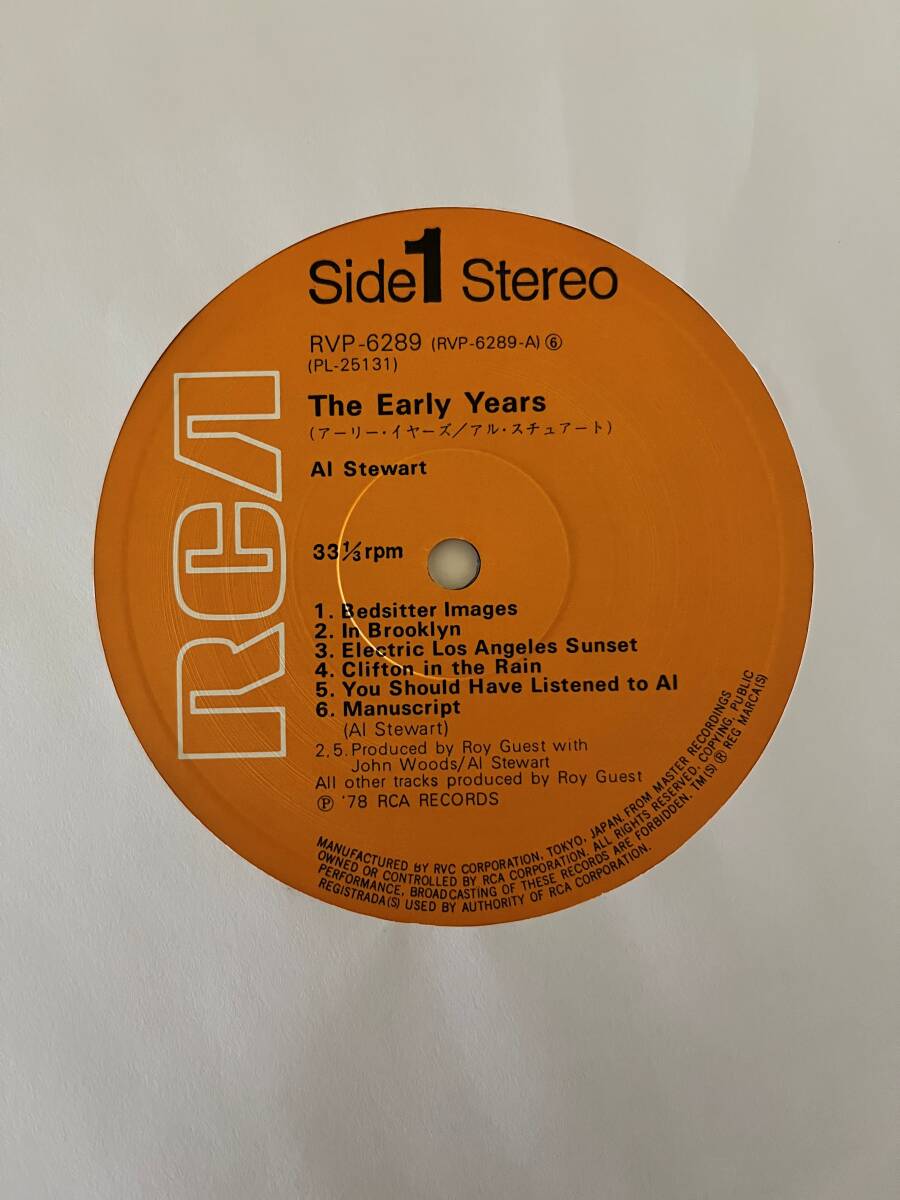 Side 1 Stereo
RVP-6289 (RVP-6289-A) ⑥
(PL-25131)
The Early Years
(アーリー・イヤーズ/アル・スチュアート)
Al Stewart
33 1/3 rpm
1. Bedsitter Images
2. In Brooklyn
3. Electric Los Angeles Sunset
4. Clifton in the Rain
5. You Should Have Listened to Al
6. Manuscript
(Al Stewart)
2,5. Produced by Roy Guest with
John Woods/Al Stewart
All other tracks produced by Roy Guest
Ⓟ '78 RCA RECORDS
RCA
MANUFACTURED BY RVC CORPORATION, TOKYO, JAPAN, FROM MASTER RECORDINGS
OWNED OR CONTROLLED BY RCA CORPORATION. ALL RIGHTS RESERVED, COPYING, PUBLIC
PERFORMANCE, BROADCASTING OF THESE RECORDS ARE FORBIDDEN. TM(S) ® REG MARCA(S)
REGISTRADA(S) USED BY AUTHORITY OF RCA CORPORATION.